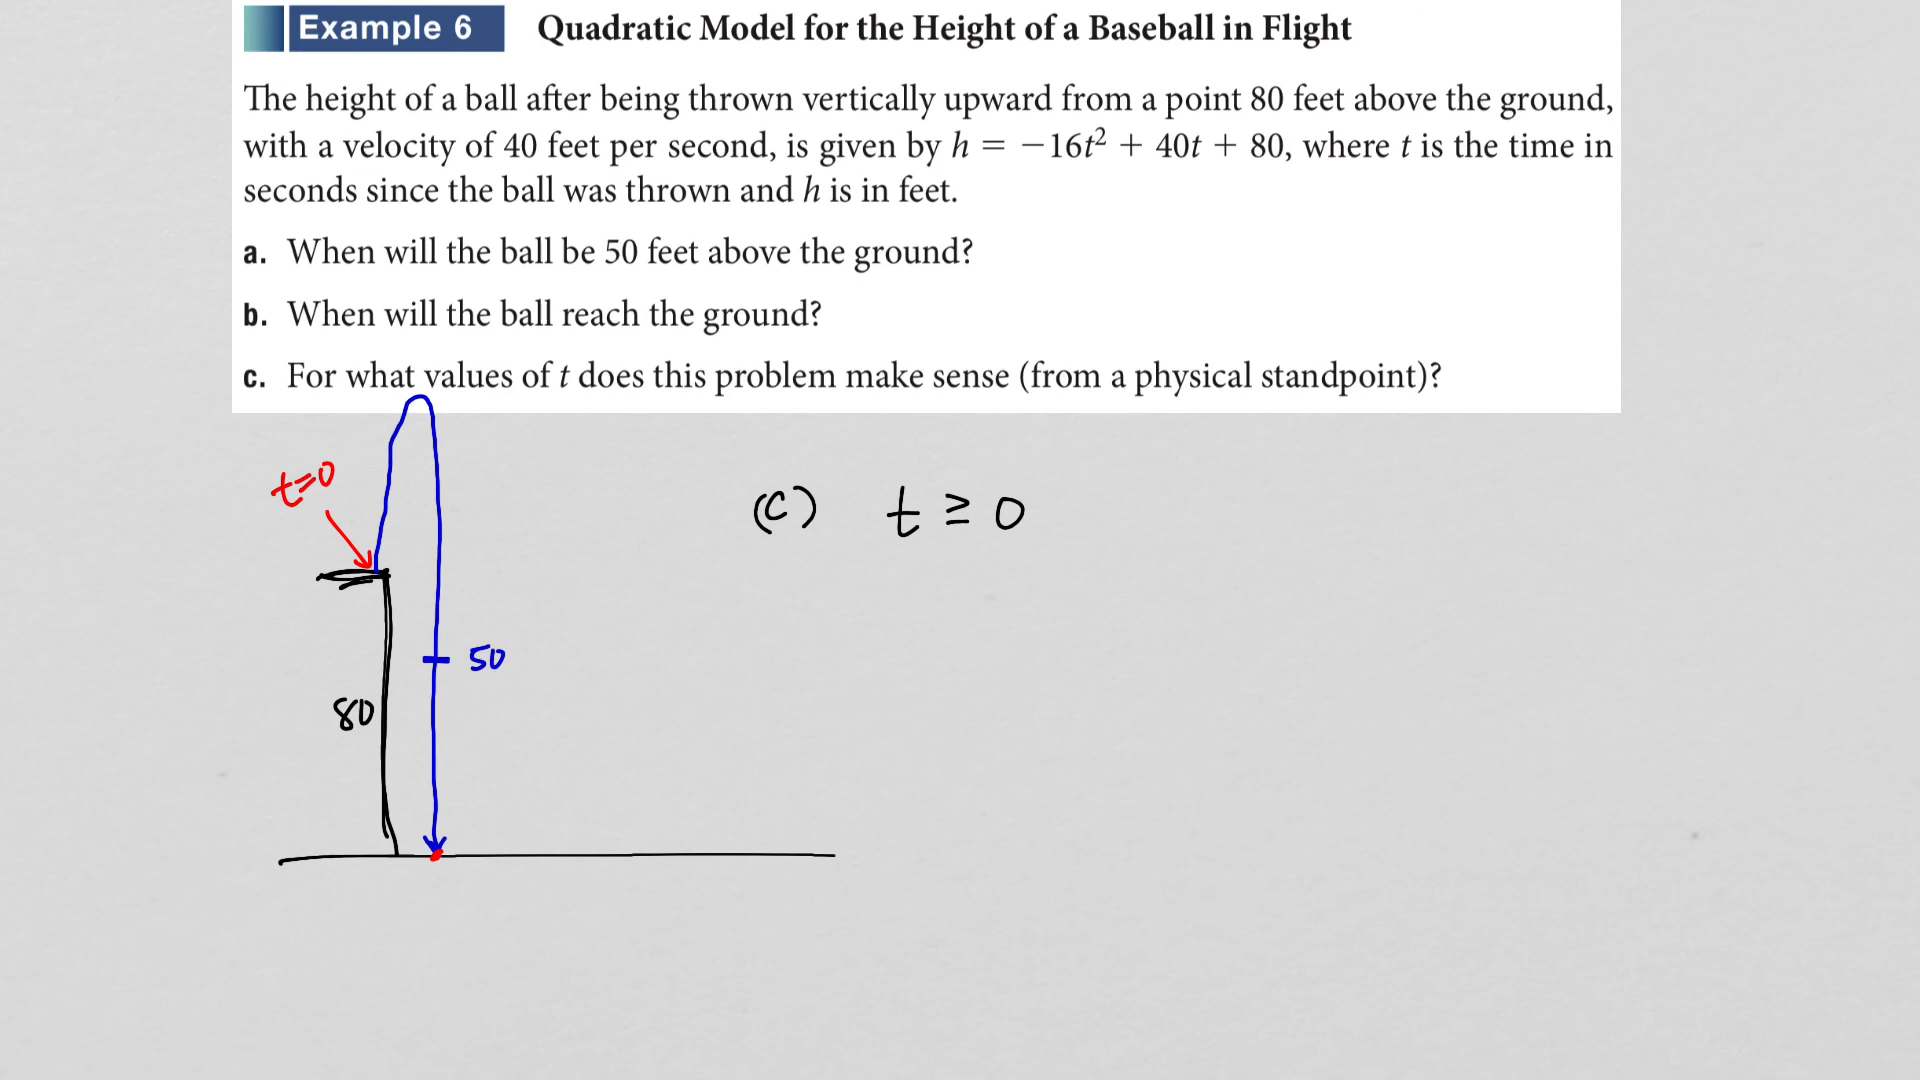 Example 6 Quadratic Model for the Height of a Baseball in Flight
The height of a ball after being thrown vertically upward from a point 80 feet above the ground,
with a velocity of 40 feet per second, is given by h = −16t² + 40t + 80, where t is the time in
seconds since the ball was thrown and h is in feet.
a. When will the ball be 50 feet above the ground?
b. When will the ball reach the ground?
c. For what values of t does this problem make sense (from a physical standpoint)?
t=0
(c) t ≥ 0
50
80